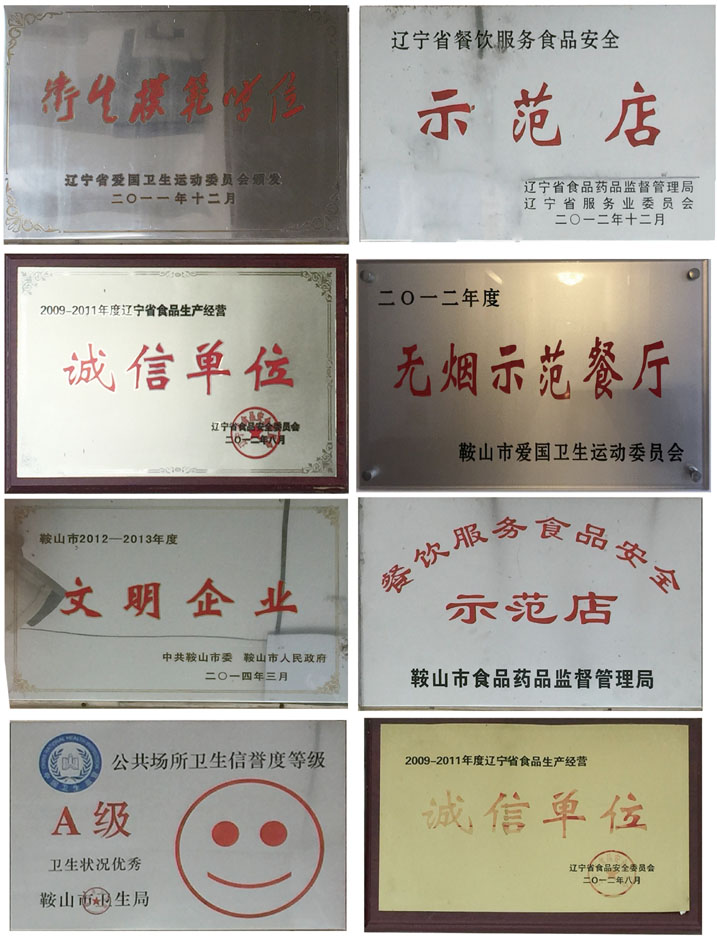 衛生模範單位
辽宁省爱国卫生运动委员会颁发
二〇一一年十二月
辽宁省餐饮服务食品安全
示范店
辽宁省食品药品监督管理局
辽宁省服务业委员会
二〇一二年十二月
2009-2011年度辽宁省食品生产经营
诚信单位
辽宁省食品安全委员会
二〇一二年八月
二〇一二年度
无烟示范餐厅
鞍山市爱国卫生运动委员会
鞍山市2012—2013年度
文明企业
中共鞍山市委 鞍山市人民政府
二〇一四年三月
餐饮服务食品安全
示范店
鞍山市食品药品监督管理局
公共场所卫生信誉度等级
A级
卫生状况优秀
鞍山市卫生局
2009-2011年度辽宁省食品生产经营
诚信单位
辽宁省食品安全委员会
二〇一二年八月